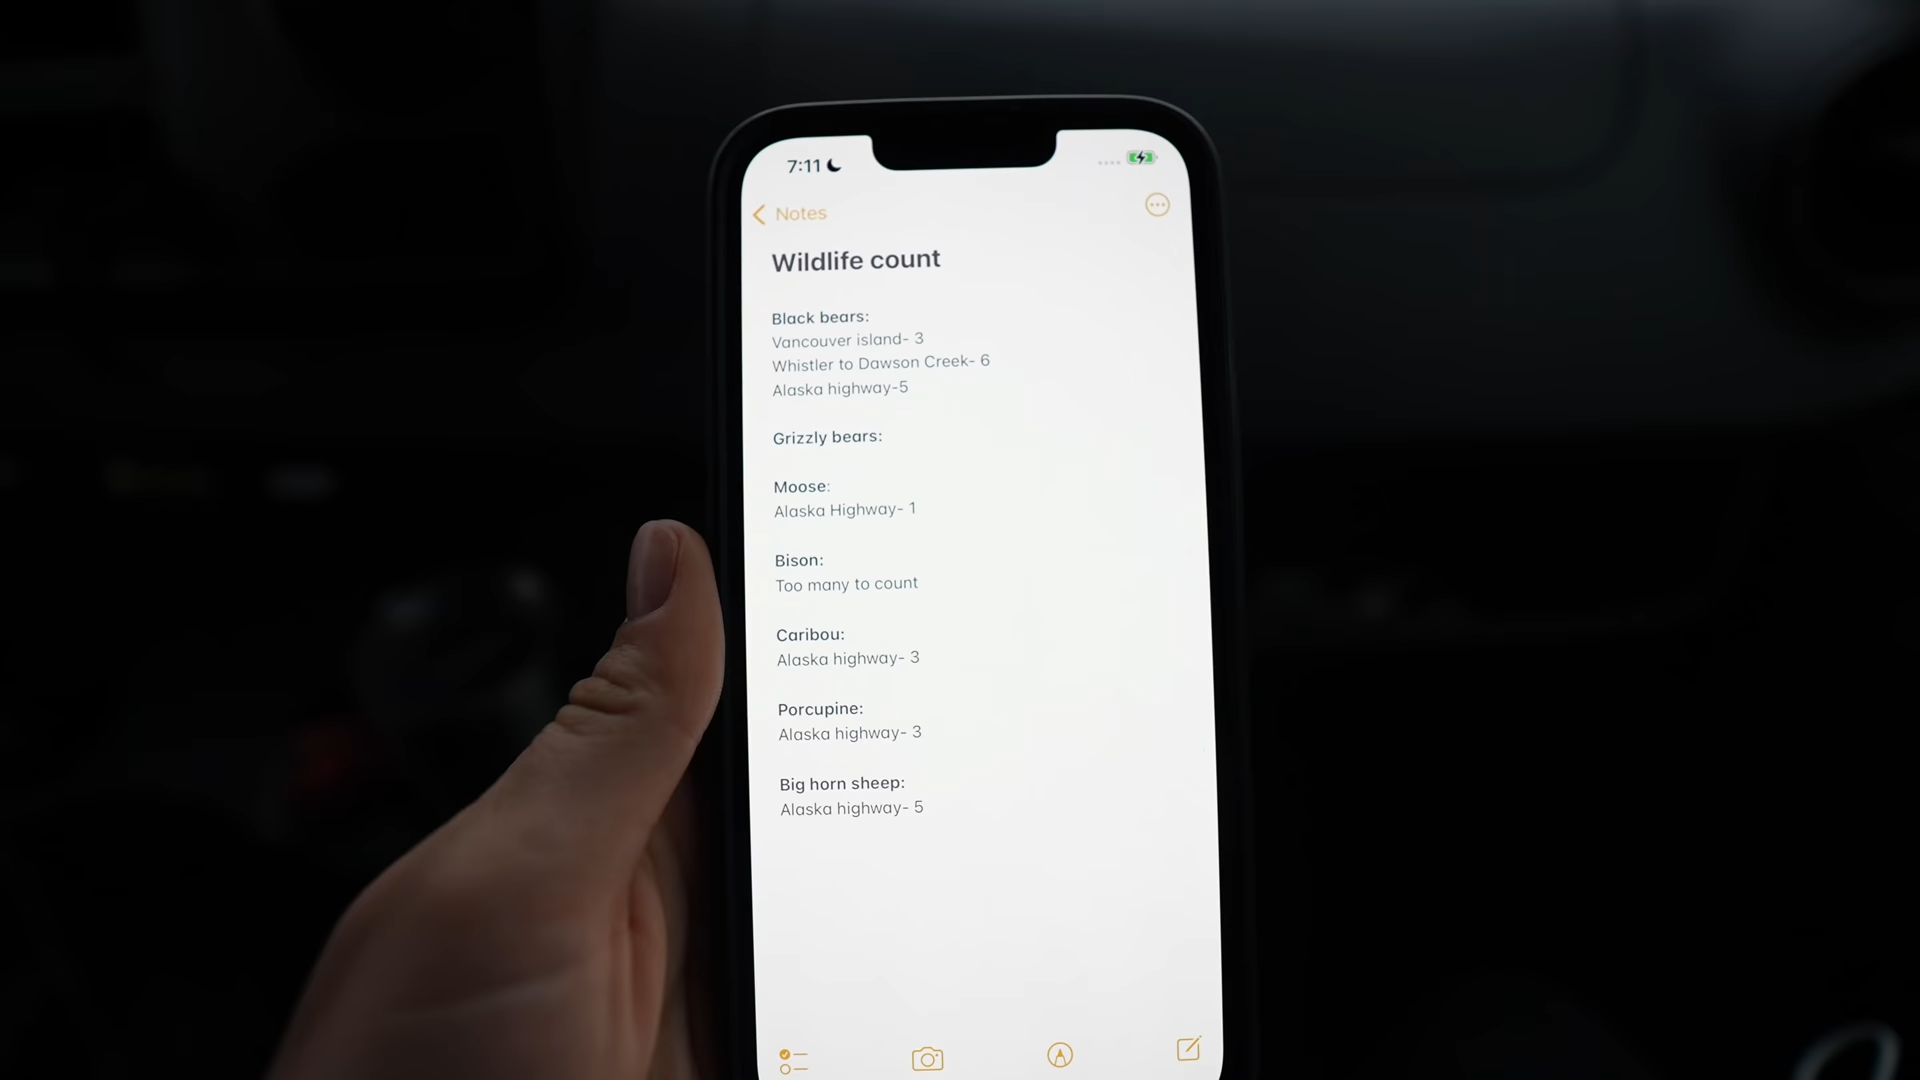 7:11
Notes
Wildlife count
Black bears:
Vancouver island- 3
Whistler to Dawson Creek- 6
Alaska highway-5
Grizzly bears:
Moose:
Alaska Highway- 1
Bison:
Too many to count
Caribou:
Alaska highway- 3
Porcupine:
Alaska highway- 3
Big horn sheep:
Alaska highway- 5